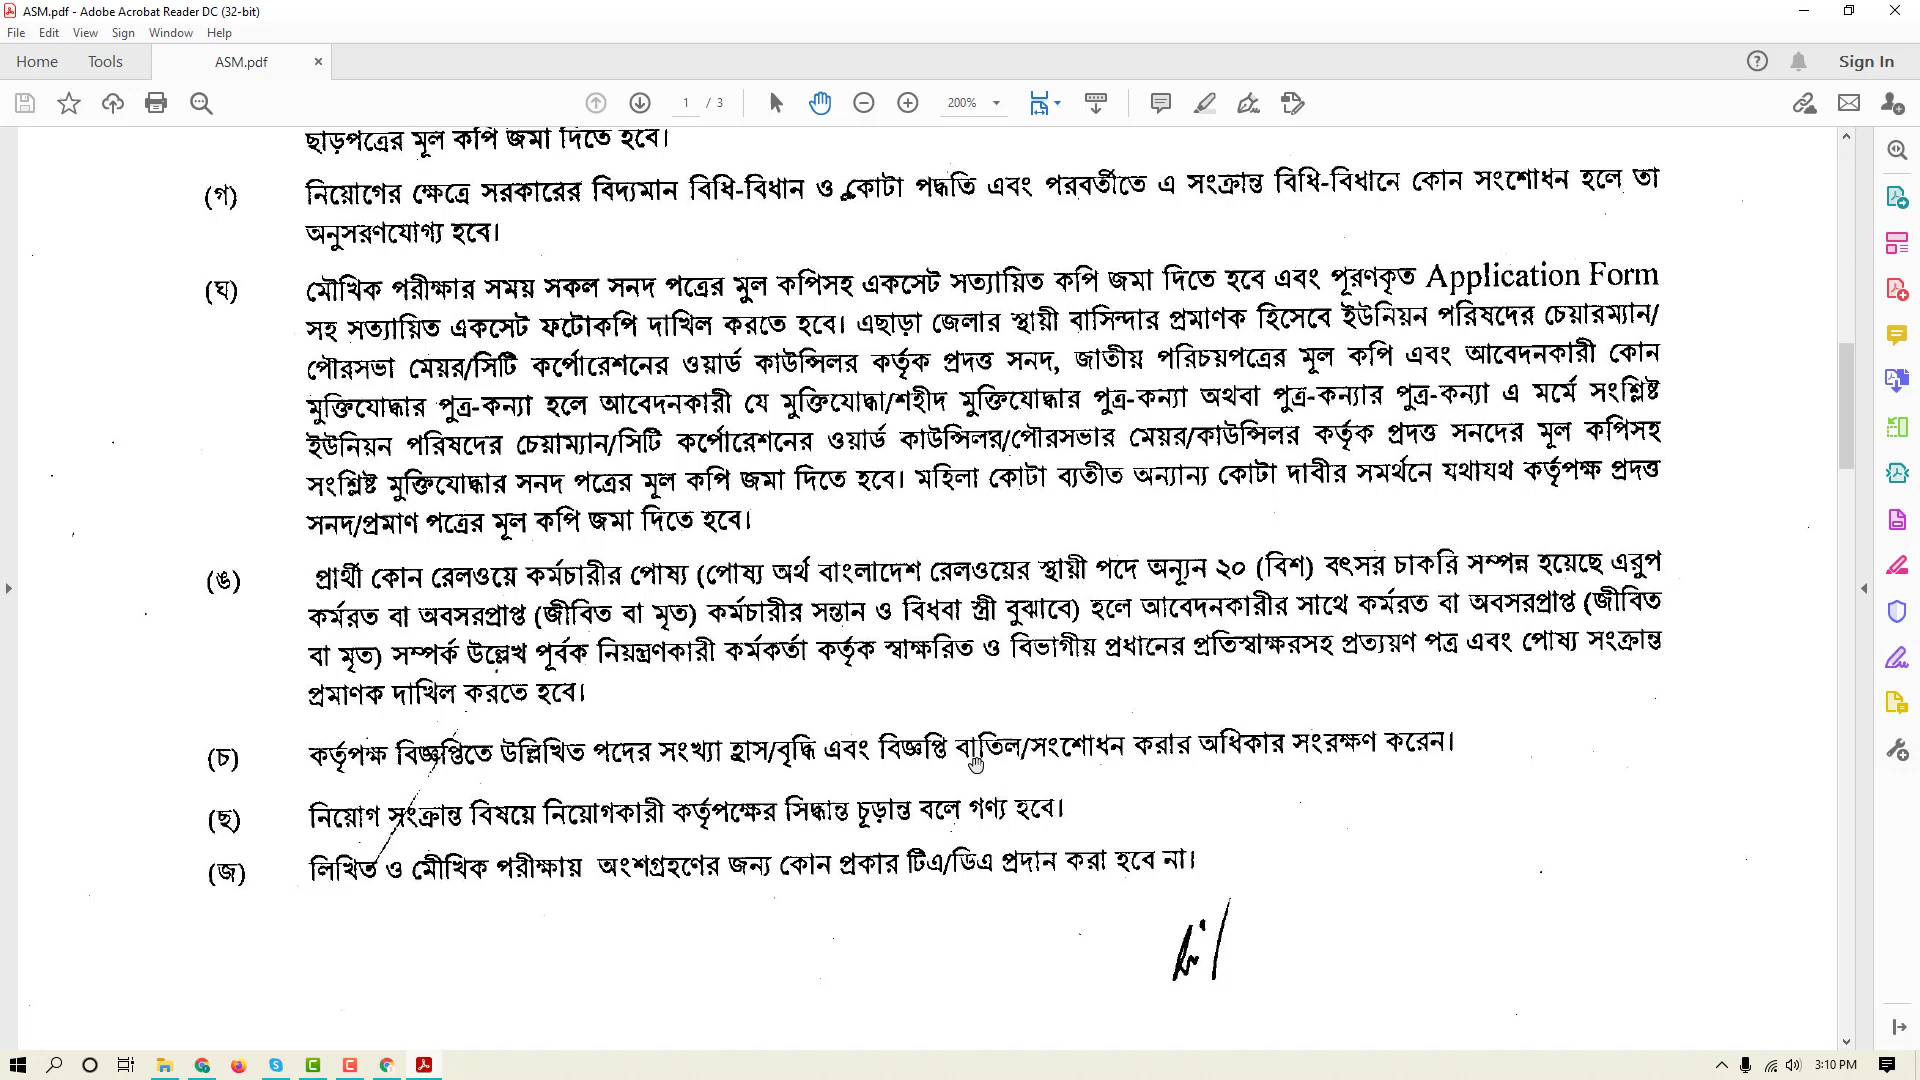 ASM.pdf - Adobe Acrobat Reader DC (32-bit)
File Edit View Sign Window Help
Home Tools ASM.pdf Sign In
1 / 3 200%
ছাড়পত্রের মূল কপি জমা দিতে হবে।
(গ) নিয়োগের ক্ষেত্রে সরকারের বিদ্যমান বিধি-বিধান ও কোটা পদ্ধতি এবং পরবর্তীতে এ সংক্রান্ত বিধি-বিধানে কোন সংশোধন হলে তা
অনুসরণযোগ্য হবে।
(ঘ) মৌখিক পরীক্ষার সময় সকল সনদ পত্রের মুল কপিসহ একসেট সত্যায়িত কপি জমা দিতে হবে এবং পূরণকৃত Application Form
সহ সত্যায়িত একসেট ফটোকপি দাখিল করতে হবে। এছাড়া জেলার স্থায়ী বাসিন্দার প্রমাণক হিসেবে ইউনিয়ন পরিষদের চেয়ারম্যান/
পৌরসভা মেয়র/সিটি কর্পোরেশনের ওয়ার্ড কাউন্সিলর কর্তৃক প্রদত্ত সনদ, জাতীয় পরিচয়পত্রের মূল কপি এবং আবেদনকারী কোন
মুক্তিযোদ্ধার পুত্র-কন্যা হলে আবেদনকারী যে মুক্তিযোদ্ধা/শহীদ মুক্তিযোদ্ধার পুত্র-কন্যা অথবা পুত্র-কন্যার পুত্র-কন্যা এ মর্মে সংশ্লিষ্ট
ইউনিয়ন পরিষদের চেয়াম্যান/সিটি কর্পোরেশনের ওয়ার্ড কাউন্সিলর/পৌরসভার মেয়র/কাউন্সিলর কর্তৃক প্রদত্ত সনদের মূল কপিসহ
সংশ্লিষ্ট মুক্তিযোদ্ধার সনদ পত্রের মূল কপি জমা দিতে হবে। মহিলা কোটা ব্যতীত অন্যান্য কোটা দাবীর সমর্থনে যথাযথ কর্তৃপক্ষ প্রদত্ত
সনদ/প্রমাণ পত্রের মূল কপি জমা দিতে হবে।
(ঙ) প্রার্থী কোন রেলওয়ে কর্মচারীর পোষ্য (পোষ্য অর্থ বাংলাদেশ রেলওয়ের স্থায়ী পদে অন্যূন ২০ (বিশ) বৎসর চাকরি সম্পন্ন হয়েছে এরুপ
কর্মরত বা অবসরপ্রাপ্ত (জীবিত বা মৃত) কর্মচারীর সন্তান ও বিধবা স্ত্রী বুঝাবে) হলে আবেদনকারীর সাথে কর্মরত বা অবসরপ্রাপ্ত (জীবিত
বা মৃত) সম্পর্ক উল্লেখ পূর্বক নিয়ন্ত্রণকারী কর্মকর্তা কর্তৃক স্বাক্ষরিত ও বিভাগীয় প্রধানের প্রতিস্বাক্ষরসহ প্রত্যয়ণ পত্র এবং পোষ্য সংক্রান্ত
প্রমাণক দাখিল করতে হবে।
(চ) কর্তৃপক্ষ বিজ্ঞপ্তিতে উল্লিখিত পদের সংখ্যা হ্রাস/বৃদ্ধি এবং বিজ্ঞপ্তি বাতিল/সংশোধন করার অধিকার সংরক্ষণ করেন।
(ছ) নিয়োগ সংক্রান্ত বিষয়ে নিয়োগকারী কর্তৃপক্ষের সিদ্ধান্ত চূড়ান্ত বলে গণ্য হবে।
(জ) লিখিত ও মৌখিক পরীক্ষায় অংশগ্রহণের জন্য কোন প্রকার টিএ/ডিএ প্রদান করা হবে না।
3:10 PM